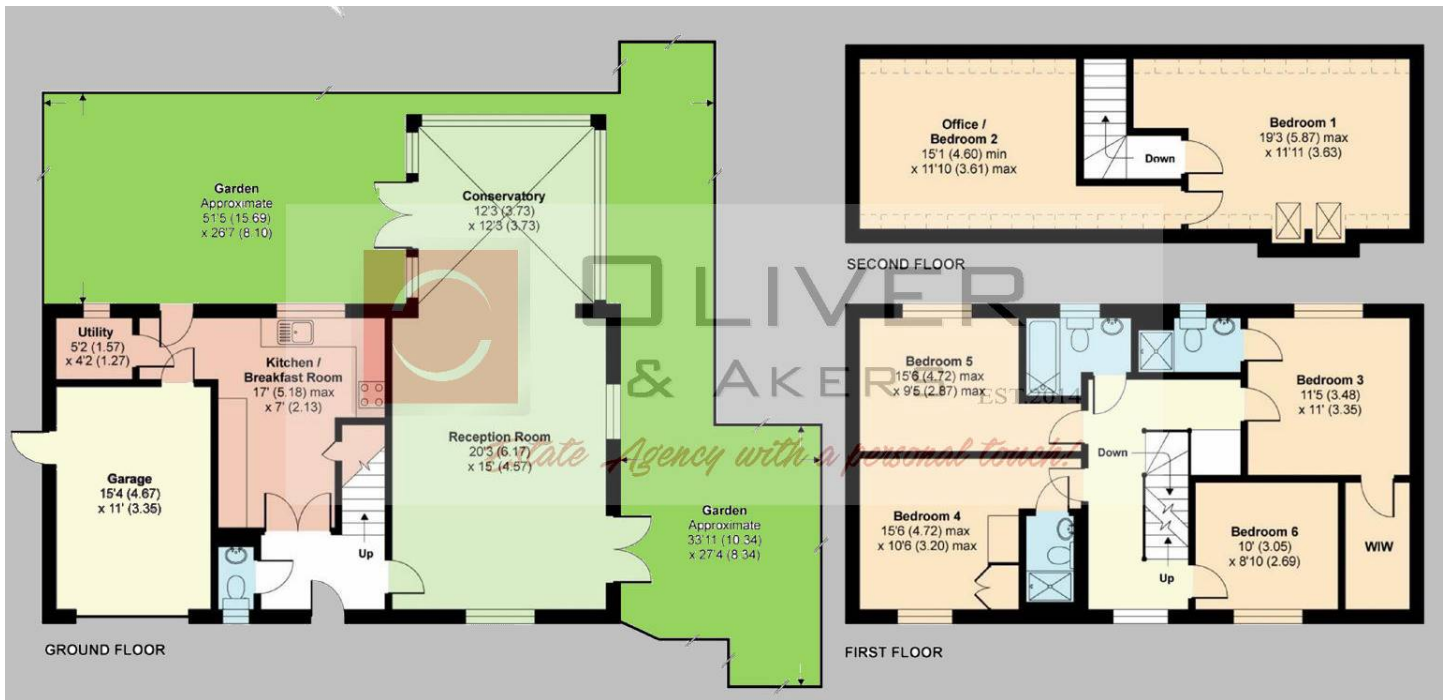 Garden
Approximate
51'5 (15.69)
x 26'7 (8.10)
Conservatory
12'3 (3.73)
x 12'3 (3.73)
Utility
5'2 (1.57)
x 4'2 (1.27)
Kitchen /
Breakfast Room
17' (5.18) max
x 7' (2.13)
Reception Room
20'3 (6.17)
x 15' (4.57)
Garage
15'4 (4.67)
x 11' (3.35)
Up
Garden
Approximate
33'11 (10.34)
x 27'4 (8.34)
GROUND FLOOR
Office /
Bedroom 2
15'1 (4.60) min
x 11'10 (3.61) max
Down
Bedroom 1
19'3 (5.87) max
x 11'11 (3.63)
SECOND FLOOR
Bedroom 5
15'6 (4.72) max
x 9'5 (2.87) max
Bedroom 3
11'5 (3.48)
x 11' (3.35)
Down
Bedroom 4
15'6 (4.72) max
x 10'6 (3.20) max
Up
Bedroom 6
10' (3.05)
x 8'10 (2.69)
WIW
FIRST FLOOR
OLIVER
& AKERS
EST.2014
Estate Agency with a personal touch!